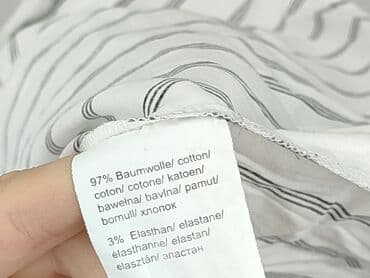 97% Baumwolle/ cotton/
coton/ cotone/ katoen/
bawełna/ bavlna/ pamut/
bomull/ хлопок
3% Elasthan/ elastane/
élasthanne/ elastan/
elasztán/ эластан